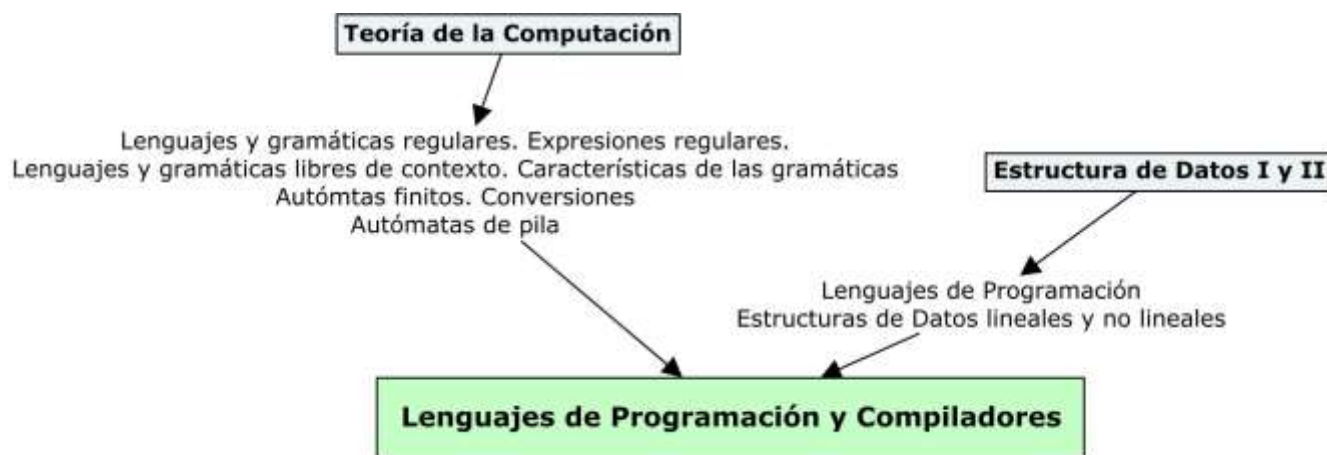 Teoría de la Computación
Lenguajes y gramáticas regulares. Expresiones regulares.
Lenguajes y gramáticas libres de contexto. Características de las gramáticas
Autómtas finitos. Conversiones
Autómatas de pila
Estructura de Datos I y II
Lenguajes de Programación
Estructuras de Datos lineales y no lineales
Lenguajes de Programación y Compiladores